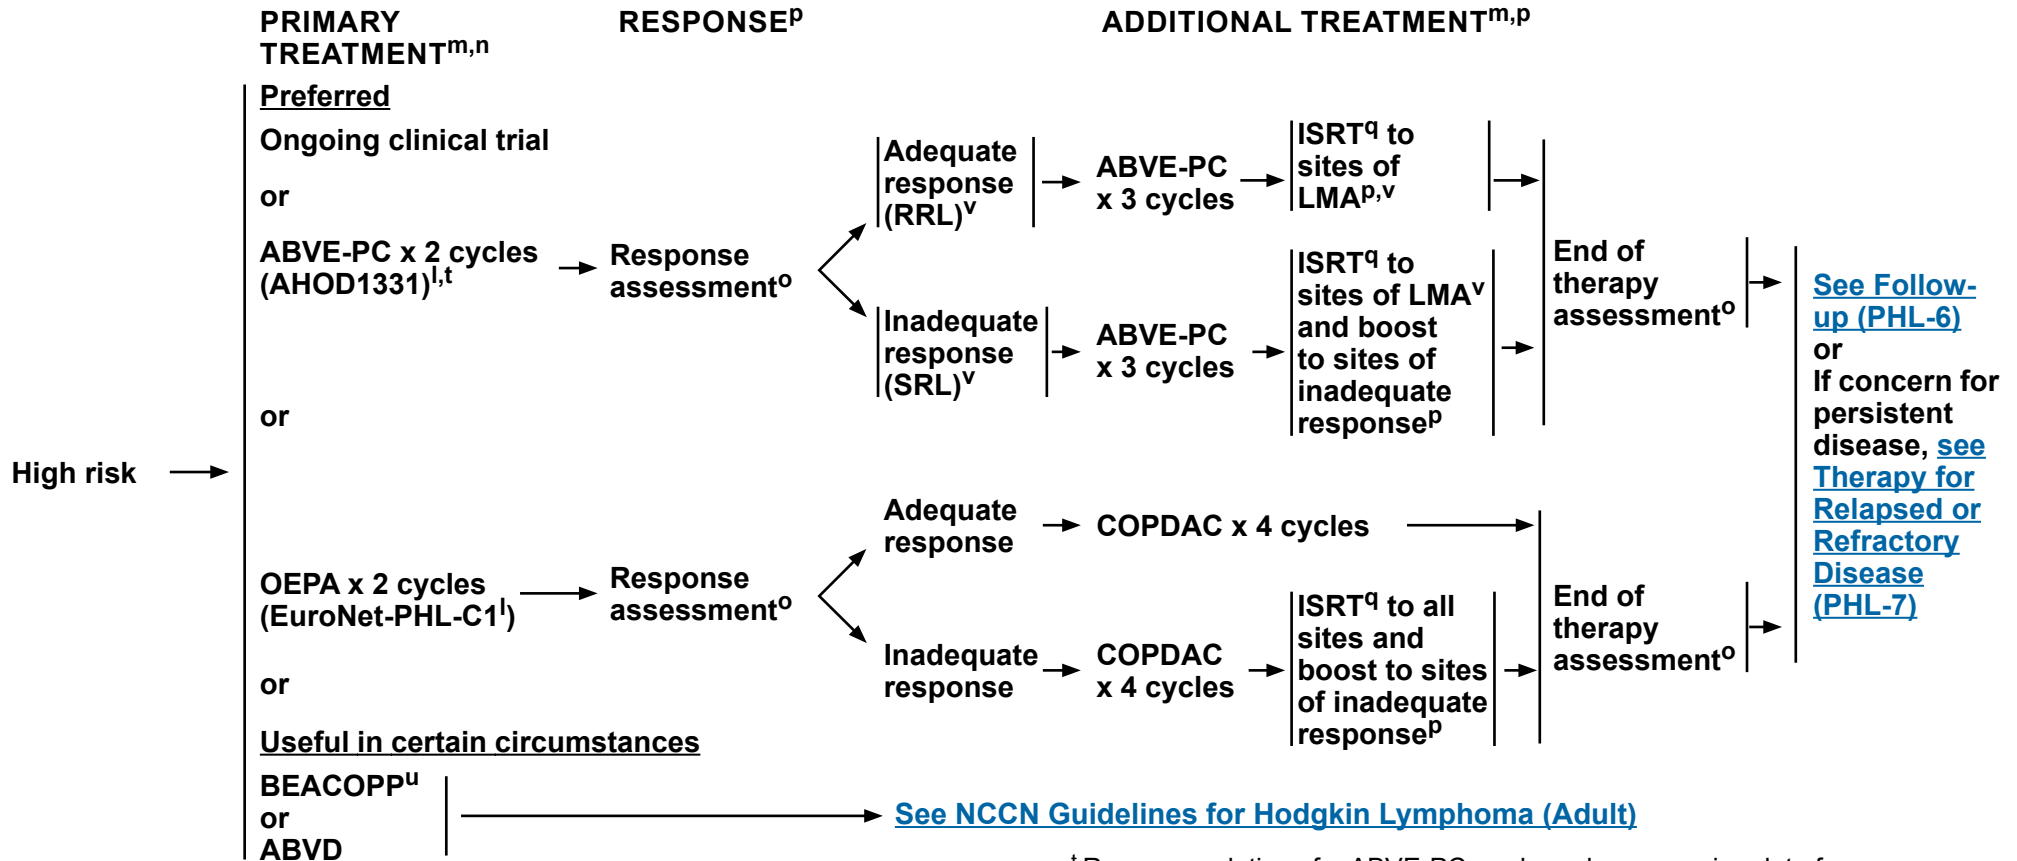 PRIMARY
TREATMENTm,n
RESPONSEp
ADDITIONAL TREATMENTm,p
High risk
Preferred
Ongoing clinical trial
or
ABVE-PC x 2 cycles
(AHOD1331)l,t
or
OEPA x 2 cycles
(EuroNet-PHL-C1l)
or
Useful in certain circumstances
BEACOPPu
or
ABVD
Response
assessmento
Adequate
response
(RRL)v
ABVE-PC
x 3 cycles
ISRTq to
sites of
LMAp,v
Inadequate
response
(SRL)v
ABVE-PC
x 3 cycles
ISRTq to
sites of LMAv
and boost
to sites of
inadequate
responsep
End of
therapy
assessmento
Response
assessmento
Adequate
response
COPDAC x 4 cycles
Inadequate
response
COPDAC
x 4 cycles
ISRTq to all
sites and
boost to sites
of inadequate
responsep
End of
therapy
assessmento
See Follow-
up (PHL-6)
or
If concern for
persistent
disease, see
Therapy for
Relapsed or
Refractory
Disease
(PHL-7)
See NCCN Guidelines for Hodgkin Lymphoma (Adult)